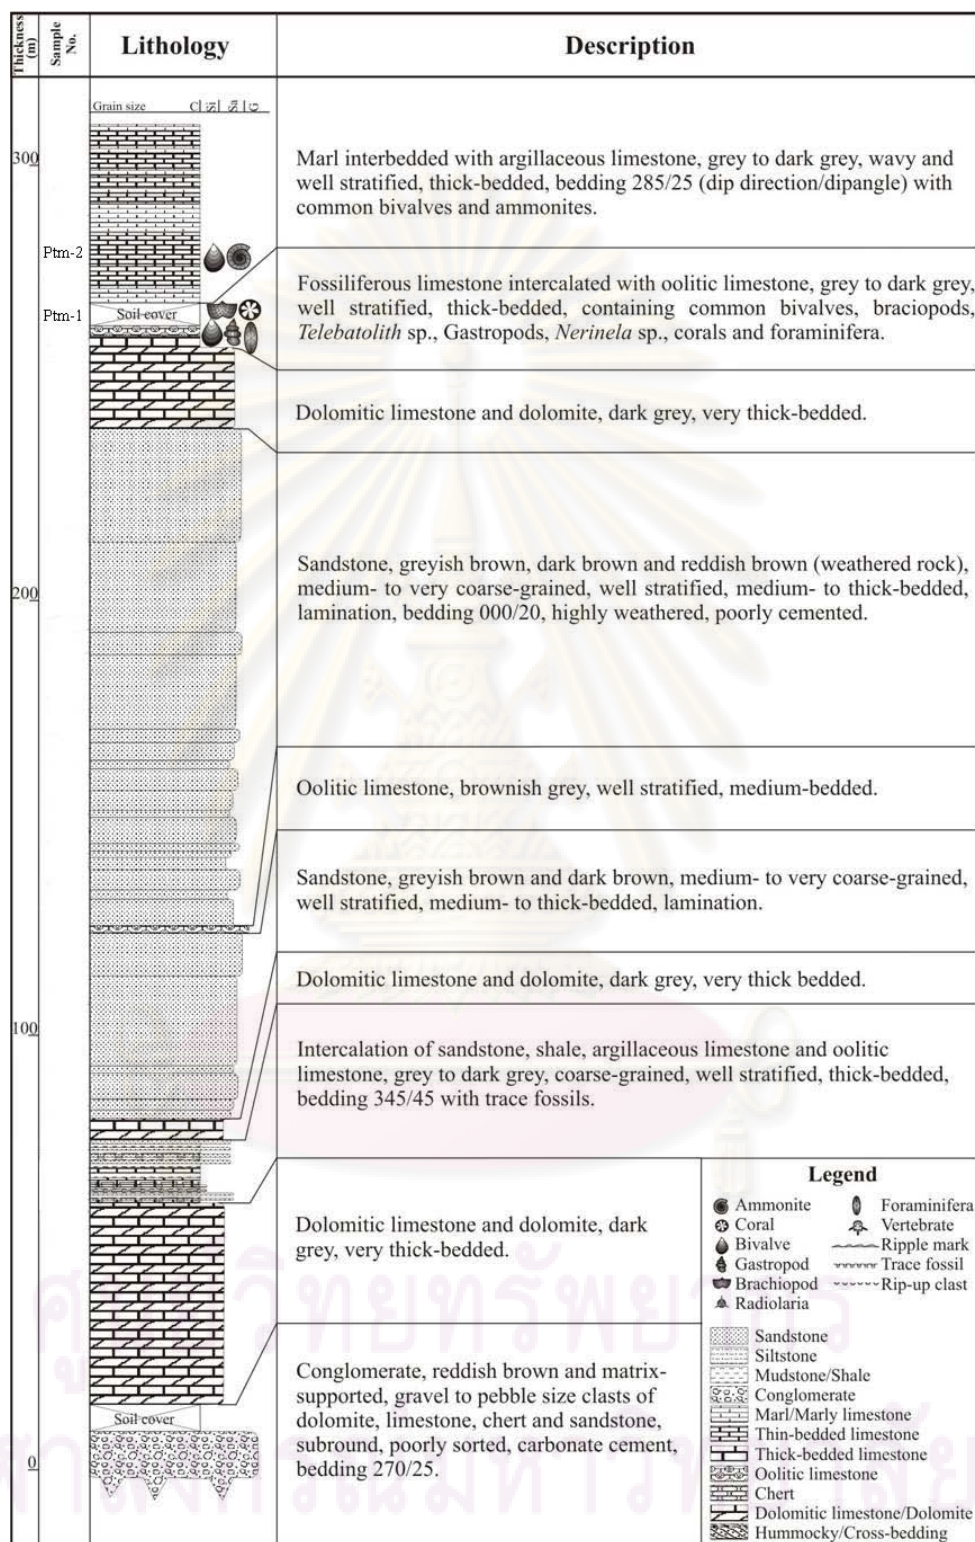 Thickness (m)
Sample No.
Lithology
Description
Grain size C Si Sa G
300
Marl interbedded with argillaceous limestone, grey to dark grey, wavy and
well stratified, thick-bedded, bedding 285/25 (dip direction/dipangle) with
common bivalves and ammonites.
Ptm-2
Fossiliferous limestone intercalated with oolitic limestone, grey to dark grey,
well stratified, thick-bedded, containing common bivalves, braciopods,
Telebatolith sp., Gastropods, Nerinela sp., corals and foraminifera.
Soil cover
Ptm-1
Dolomitic limestone and dolomite, dark grey, very thick-bedded.
Sandstone, greyish brown, dark brown and reddish brown (weathered rock),
medium- to very coarse-grained, well stratified, medium- to thick-bedded,
lamination, bedding 000/20, highly weathered, poorly cemented.
200
Oolitic limestone, brownish grey, well stratified, medium-bedded.
Sandstone, greyish brown and dark brown, medium- to very coarse-grained,
well stratified, medium- to thick-bedded, lamination.
Dolomitic limestone and dolomite, dark grey, very thick bedded.
100
Intercalation of sandstone, shale, argillaceous limestone and oolitic
limestone, grey to dark grey, coarse-grained, well stratified, thick-bedded,
bedding 345/45 with trace fossils.
Dolomitic limestone and dolomite, dark
grey, very thick-bedded.
Conglomerate, reddish brown and matrix-
supported, gravel to pebble size clasts of
dolomite, limestone, chert and sandstone,
subround, poorly sorted, carbonate cement,
bedding 270/25.
Soil cover
0
Legend
Ammonite
Coral
Bivalve
Gastropod
Brachiopod
Radiolaria
Foraminifera
Vertebrate
Ripple mark
Trace fossil
Rip-up clast
Sandstone
Siltstone
Mudstone/Shale
Conglomerate
Marl/Marly limestone
Thin-bedded limestone
Thick-bedded limestone
Oolitic limestone
Chert
Dolomitic limestone/Dolomite
Hummocky/Cross-bedding